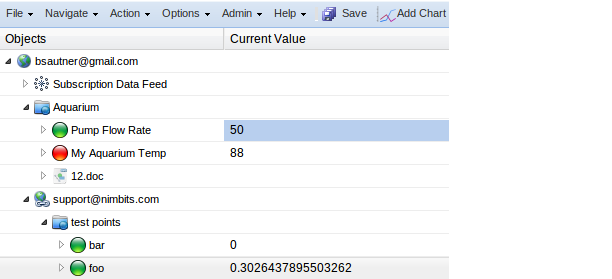 File Navigate Action Options Admin Help Save Add Chart
Objects Current Value
bsautner@gmail.com
Subscription Data Feed
Aquarium
Pump Flow Rate 50
My Aquarium Temp 88
12.doc
support@nimbits.com
test points
bar 0
foo 0.3026437895503262